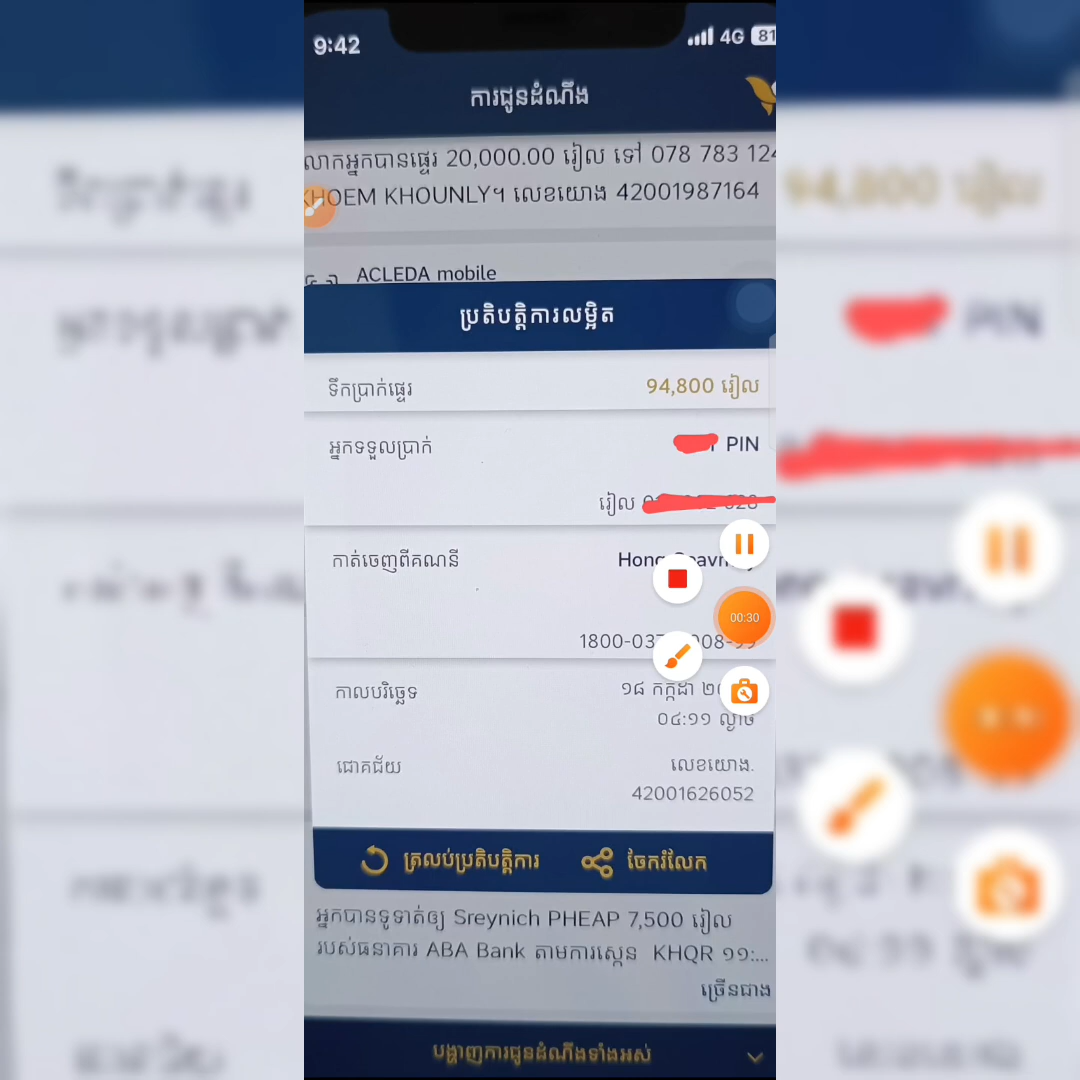 9:42
4G 81
ការជូនដំណឹង
លោកអ្នកបានផ្ទេរ 20,000.00 រៀល ទៅ 078 783 124
KHOEM KHOUNLY។ លេខយោង 42001987164
ACLEDA mobile
ប្រតិបត្តិការលម្អិត
ទឹកប្រាក់ផ្ទេរ 94,800 រៀល
អ្នកទទួលប្រាក់ PIN
រៀល
កាត់ចេញពីគណនី Hong
1800-03
កាលបរិច្ឆេទ ១៨ កក្កដា
០៤:១១ ល្ងាច
00:30
ជោគជ័យ លេខយោង.
42001626052
ត្រលប់ប្រតិបត្តិការ ចែករំលែក
អ្នកបានទូទាត់ឲ្យ Sreynich PHEAP 7,500 រៀល
របស់ធនាគារ ABA Bank តាមការស្កេន KHQR ១១:...
ច្រើនជាង
បង្ហាញការជូនដំណឹងទាំងអស់
94,800 រៀល
PIN